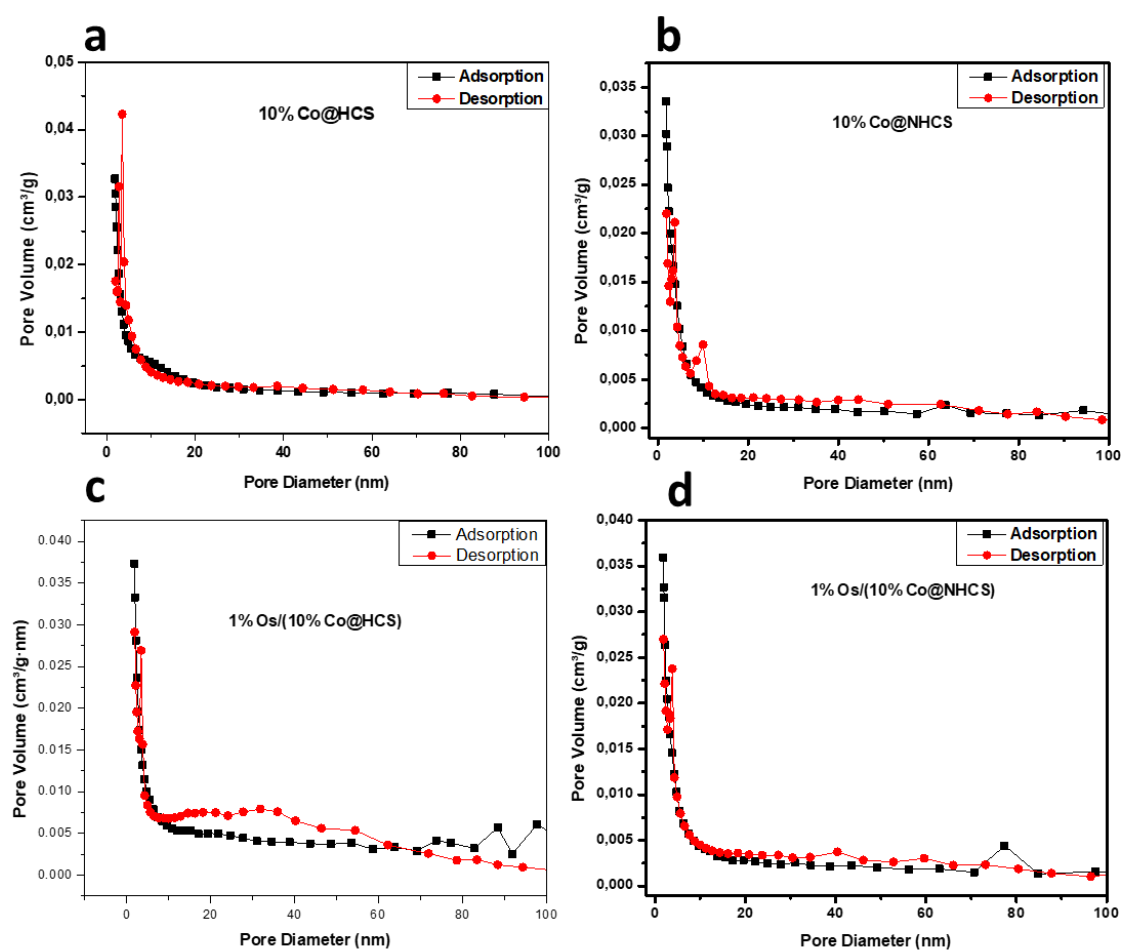 a
0,05
0,04
0,03
0,02
0,01
0,00
Pore Volume (cm³/g)
Adsorption
Desorption
10% Co@HCS
0 20 40 60 80 100
Pore Diameter (nm)
b
0,035
0,030
0,025
0,020
0,015
0,010
0,005
0,000
Pore Volume (cm³/g)
Adsorption
Desorption
10% Co@NHCS
0 20 40 60 80 100
Pore Diameter (nm)
c
0.040
0.035
0.030
0.025
0.020
0.015
0.010
0.005
0.000
Pore Volume (cm³/g·nm)
Adsorption
Desorption
1% Os/(10% Co@HCS)
0 20 40 60 80 100
Pore Diameter (nm)
d
0,040
0,035
0,030
0,025
0,020
0,015
0,010
0,005
0,000
Pore Volume (cm³/g)
Adsorption
Desorption
1% Os/(10% Co@NHCS)
0 20 40 60 80 100
Pore Diameter (nm)